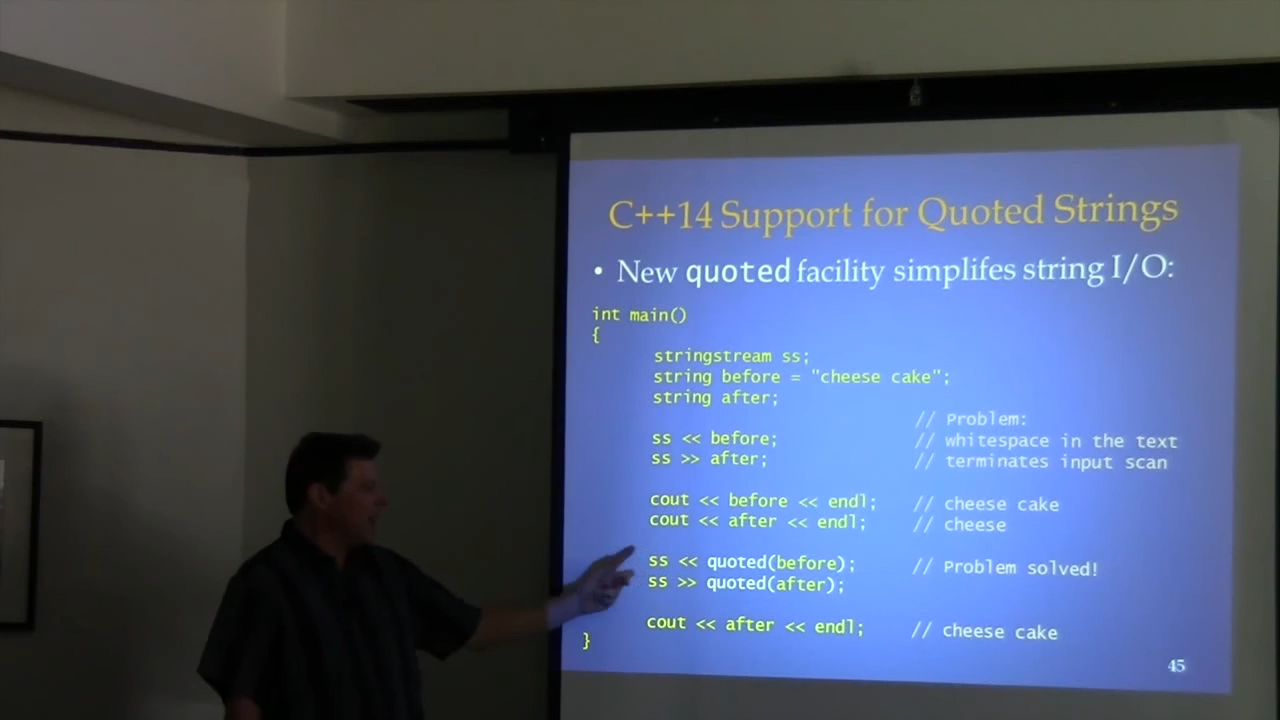 C++14 Support for Quoted Strings
• New quoted facility simplifes string I/O:
int main()
{
stringstream ss;
string before = "cheese cake";
string after;
// Problem:
ss << before; // whitespace in the text
ss >> after; // terminates input scan
cout << before << endl; // cheese cake
cout << after << endl; // cheese
ss << quoted(before); // Problem solved!
ss >> quoted(after);
cout << after << endl; // cheese cake
}
45